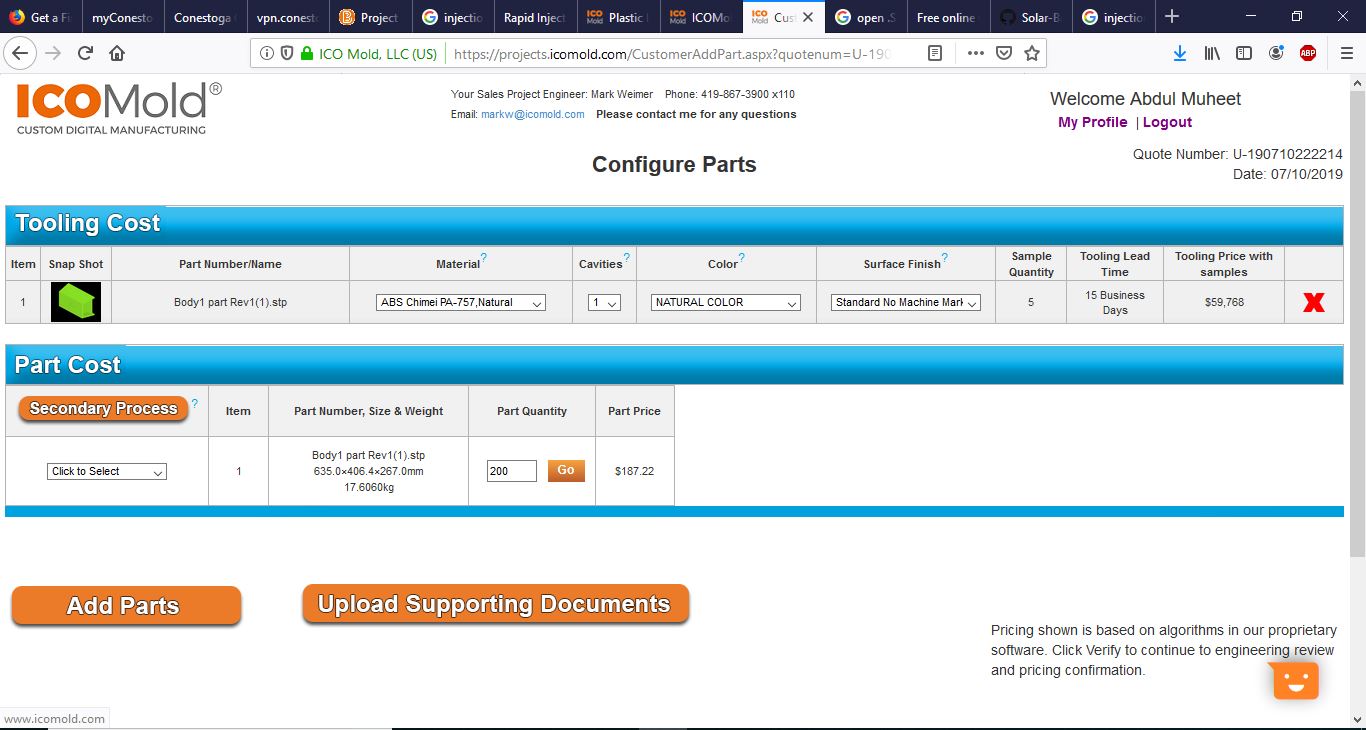 Get a Fi
myConesto
Conestoga
vpn.conesto
Project
injectio
Rapid Inject
ICO Mold
Plastic
ICO Mold
ICOMo
ICO Mold
Cus
open .S
Free online
Solar-B
injectio
ICO Mold, LLC (US)
https://projects.icomold.com/CustomerAddPart.aspx?quotenum=U-190
ABP
ICOMold®
CUSTOM DIGITAL MANUFACTURING
Your Sales Project Engineer: Mark Weimer Phone: 419-867-3900 x110
Email: markw@icomold.com Please contact me for any questions
Welcome Abdul Muheet
My Profile | Logout
Configure Parts
Quote Number: U-190710222214
Date: 07/10/2019
Tooling Cost
Item
Snap Shot
Part Number/Name
Material?
Cavities?
Color?
Surface Finish?
Sample
Quantity
Tooling Lead
Time
Tooling Price with
samples
1
Body1 part Rev1(1).stp
ABS Chimei PA-757,Natural
1
NATURAL COLOR
Standard No Machine Mark
5
15 Business
Days
$59,768
X
Part Cost
Secondary Process ?
Item
Part Number, Size & Weight
Part Quantity
Part Price
Click to Select
1
Body1 part Rev1(1).stp
635.0×406.4×267.0mm
17.6060kg
200
Go
$187.22
Add Parts
Upload Supporting Documents
Pricing shown is based on algorithms in our proprietary
software. Click Verify to continue to engineering review
and pricing confirmation.
www.icomold.com